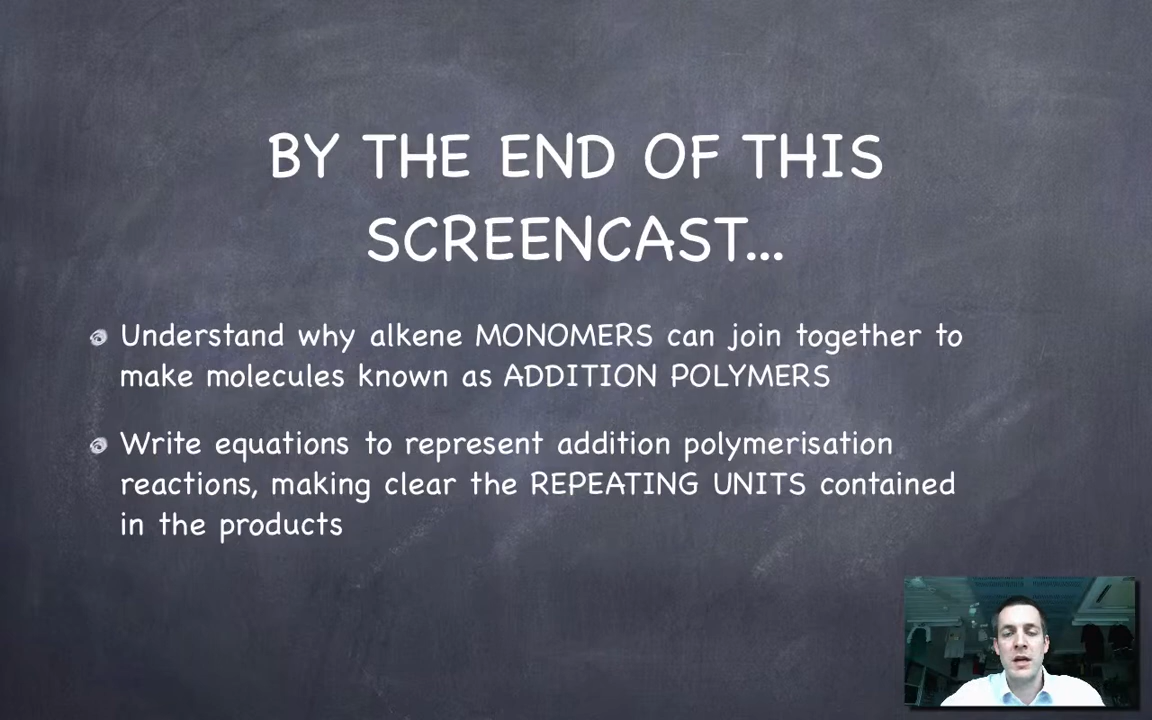 BY THE END OF THIS
SCREENCAST...
Understand why alkene MONOMERS can join together to
make molecules known as ADDITION POLYMERS
Write equations to represent addition polymerisation
reactions, making clear the REPEATING UNITS contained
in the products